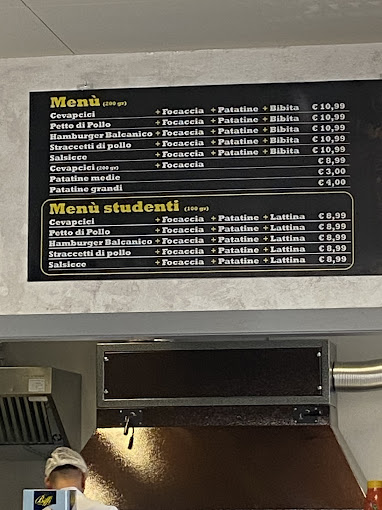 Menù (200 gr)
Cevapcici + Focaccia + Patatine + Bibita € 10,99
Petto di Pollo + Focaccia + Patatine + Bibita € 10,99
Hamburger Balcanico + Focaccia + Patatine + Bibita € 10,99
Straccetti di pollo + Focaccia + Patatine + Bibita € 10,99
Salsicce + Focaccia + Patatine + Bibita € 10,99
Cevapcici (200 gr) + Focaccia € 8,99
Patatine medie € 3,00
Patatine grandi € 4,00
Menù studenti (100 gr)
Cevapcici + Focaccia + Patatine + Lattina € 8,99
Petto di Pollo + Focaccia + Patatine + Lattina € 8,99
Hamburger Balcanico + Focaccia + Patatine + Lattina € 8,99
Straccetti di pollo + Focaccia + Patatine + Lattina € 8,99
Salsicce + Focaccia + Patatine + Lattina € 8,99
Biffi